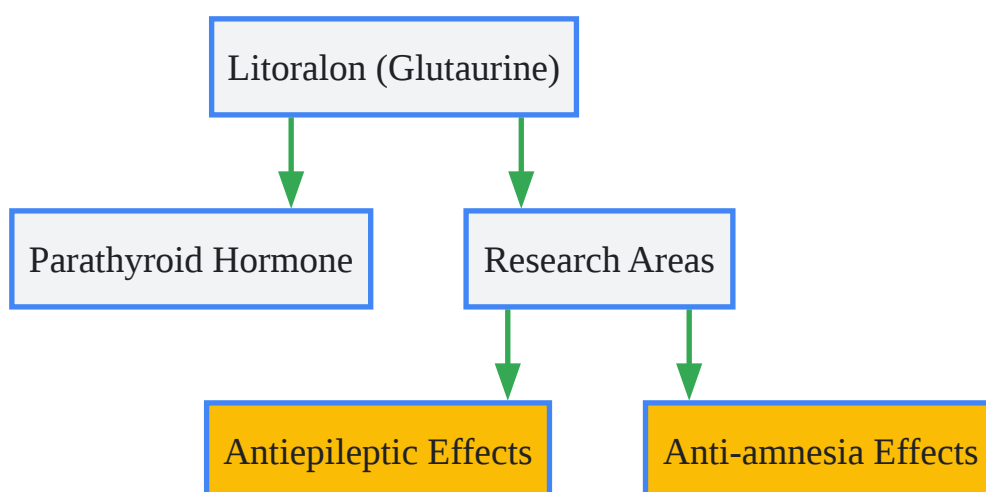 Litoralon (Glutaurine)
Parathyroid Hormone
Research Areas
Antiepileptic Effects
Anti-amnesia Effects